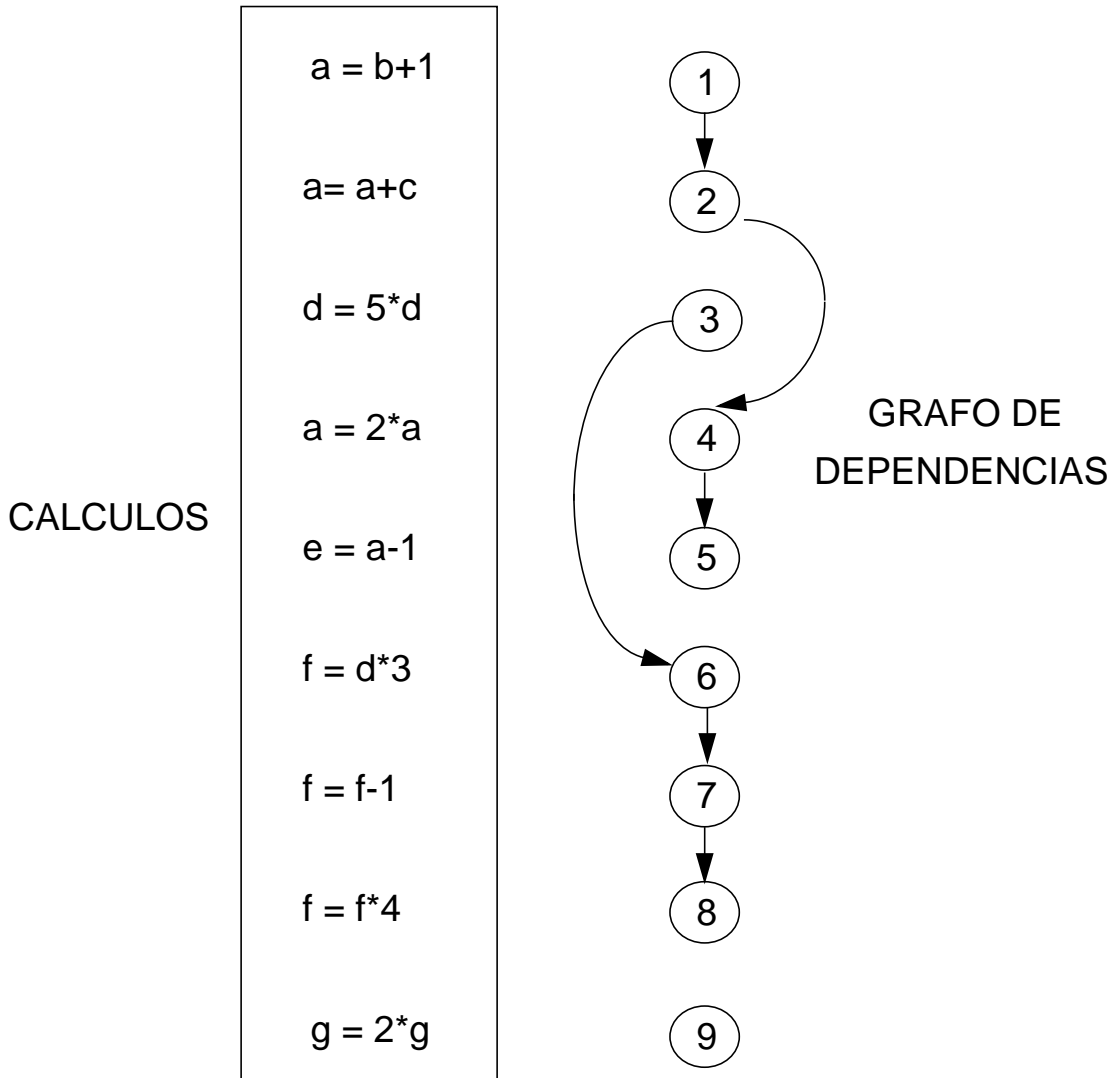 a = b+1
1
a= a+c
2
d = 5*d
3
a = 2*a
4
GRAFO DE
DEPENDENCIAS
CALCULOS
e = a-1
5
f = d*3
6
f = f-1
7
f = f*4
8
g = 2*g
9